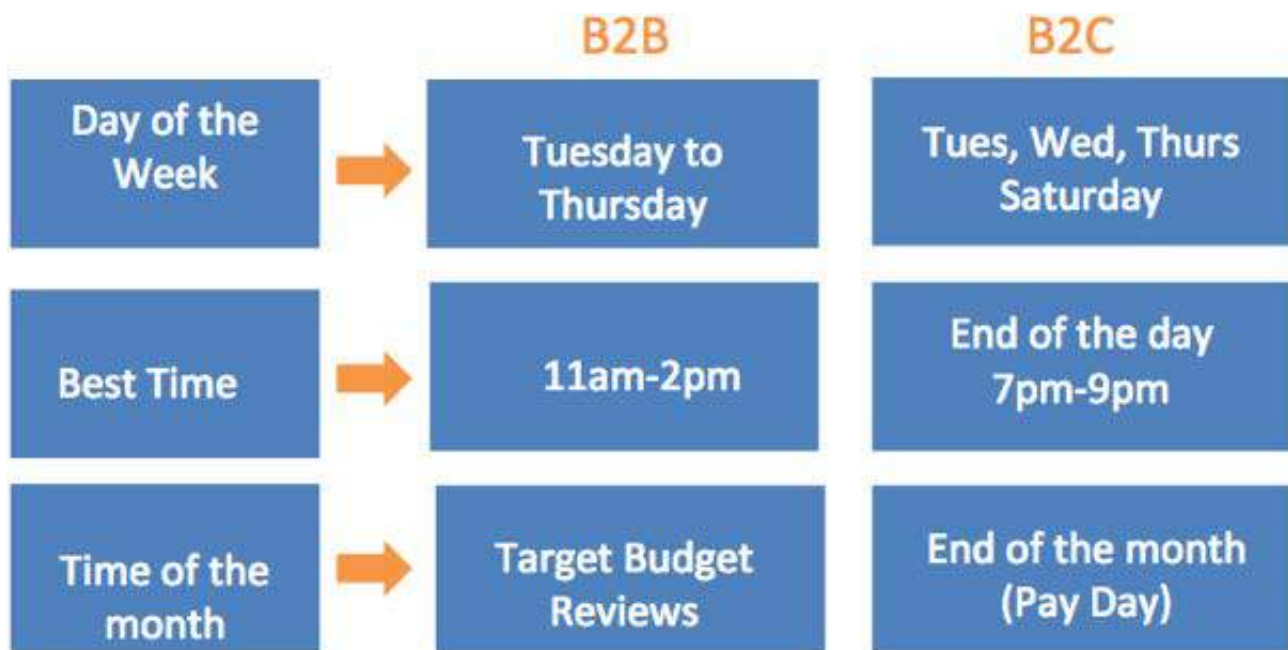 B2B
B2C
Day of the
Week
Tuesday to
Thursday
Tues, Wed, Thurs
Saturday
Best Time
11am-2pm
End of the day
7pm-9pm
Time of the
month
Target Budget
Reviews
End of the month
(Pay Day)